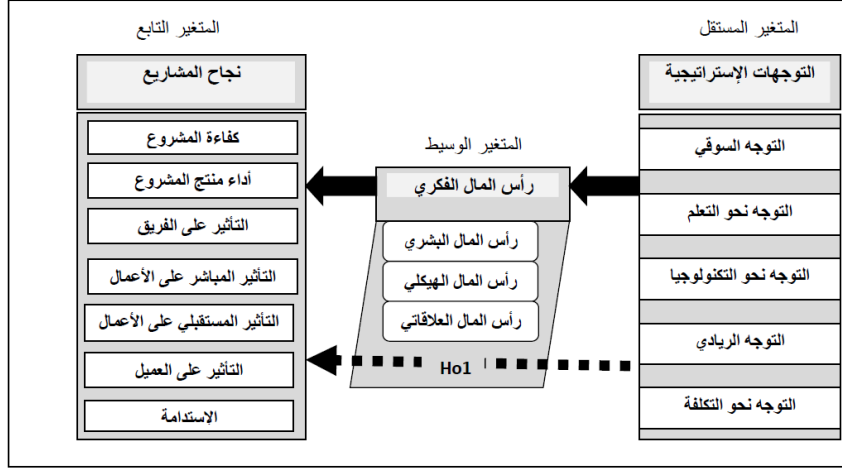 المتغير المستقل
التوجهات الإستراتيجية
التوجه السوقي
التوجه نحو التعلم
التوجه نحو التكنولوجيا
التوجه الريادي
التوجه نحو التكلفة
المتغير الوسيط
رأس المال الفكري
رأس المال البشري
رأس المال الهيكلي
رأس المال العلاقاتي
Ho1
المتغير التابع
نجاح المشاريع
كفاءة المشروع
أداء منتج المشروع
التأثير على الفريق
التأثير المباشر على الأعمال
التأثير المستقبلي على الأعمال
التأثير على العميل
الإستدامة